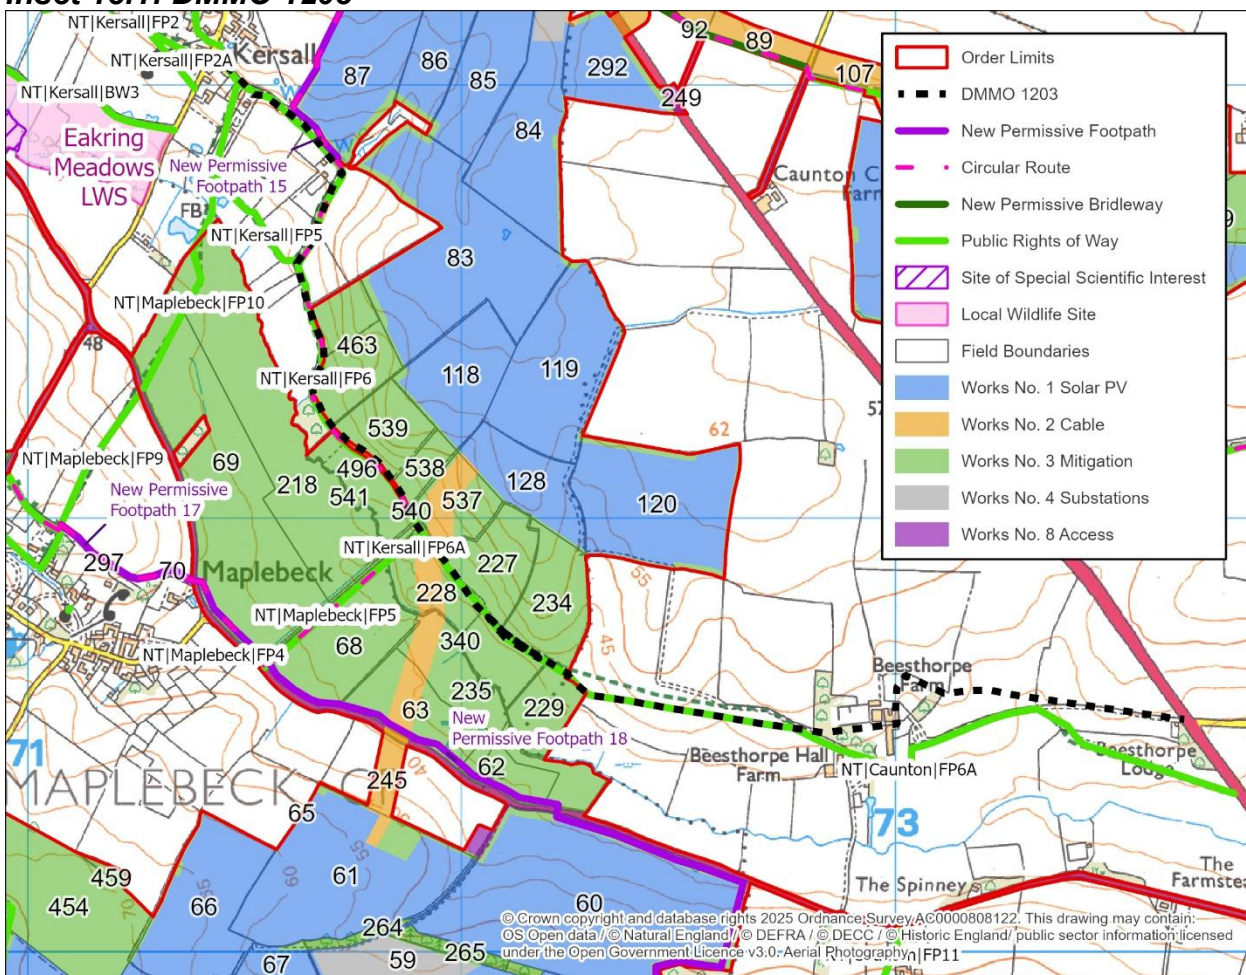 NT|Kersall|FP2
NT|Kersall|FP2A
Kersall
NT|Kersall|BW3
Eakring
Meadows
LWS
New Permissive
Footpath 15
FB
W
W
NT|Kersall|FP5
NT|Maplebeck|FP10
48
87
86
85
84
292
249
92
89
107
83
Caunton C
Farm
463
118
119
NT|Kersall|FP6
62
57
539
NT|Maplebeck|FP9
69
218
496
541
538
537
540
128
120
New Permissive
Footpath 17
NT|Kersall|FP6A
297
70
Maplebeck
227
228
234
55
45
NT|Maplebeck|FP5
NT|Maplebeck|FP4
68
340
235
229
63
New
Permissive Footpath 18
62
Beesthorpe
Farm
Beesthorpe Hall
Farm
NT|Caunton|FP6A
Beesthorpe
Lodge
71
MAPLEBECK C
245
40
65
73
459
454
55
66
60
61
55
60
264
265
67
59
70
The Spinney
The
Farmstea
FP11
Order Limits
DMMO 1203
New Permissive Footpath
Circular Route
New Permissive Bridleway
Public Rights of Way
Site of Special Scientific Interest
Local Wildlife Site
Field Boundaries
Works No. 1 Solar PV
Works No. 2 Cable
Works No. 3 Mitigation
Works No. 4 Substations
Works No. 8 Access
© Crown copyright and database rights 2025 Ordnance Survey AC0000808122. This drawing may contain:
OS Open data / © Natural England / © DEFRA / © DECC / © Historic England/ public sector information licensed
under the Open Government Licence v3.0. Aerial Photography